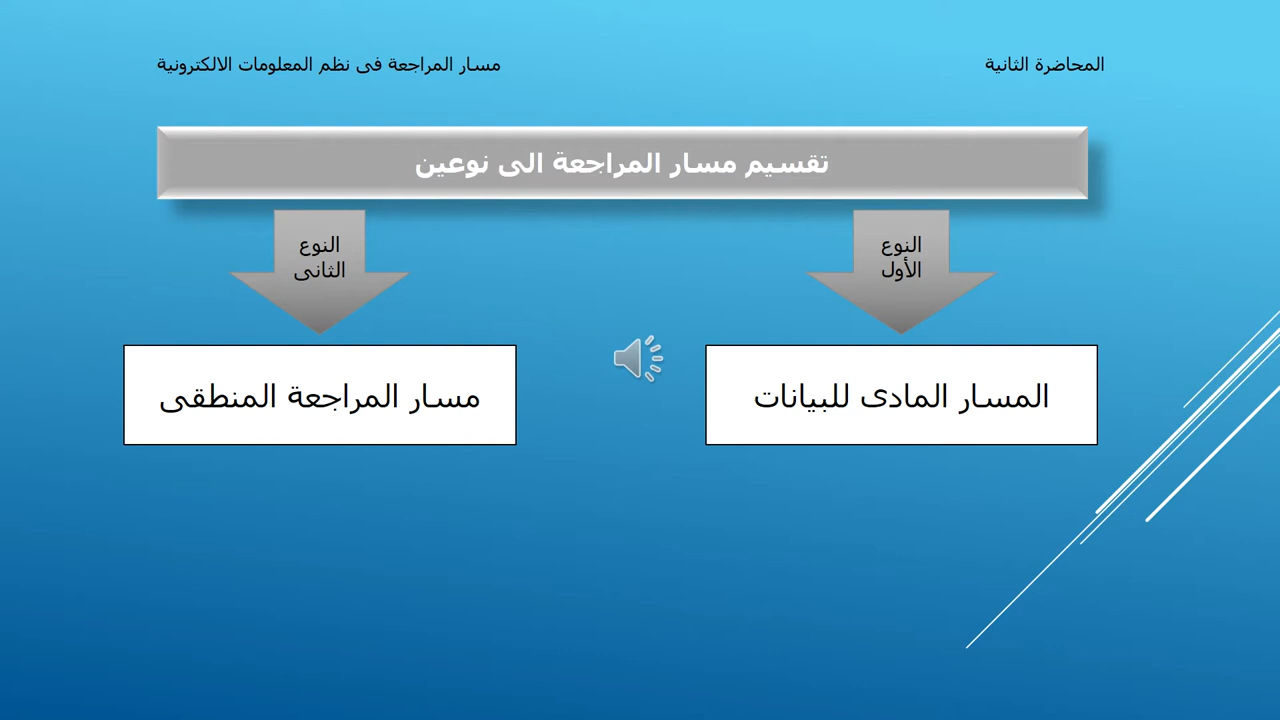 المحاضرة الثانية
مسار المراجعة فى نظم المعلومات الالكترونية
تقسيم مسار المراجعة الى نوعين
النوع
الأول
النوع
الثانى
المسار المادى للبيانات
مسار المراجعة المنطقى